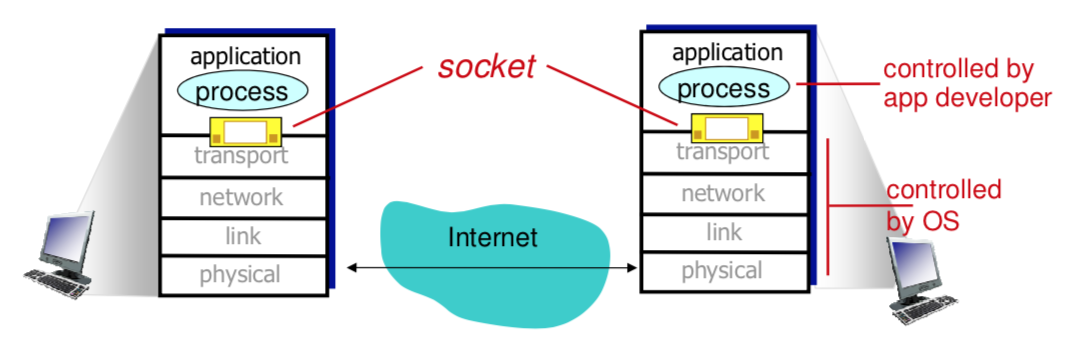 application
process
transport
network
link
physical
socket
Internet
application
process
transport
network
link
physical
controlled by
app developer
controlled
by OS